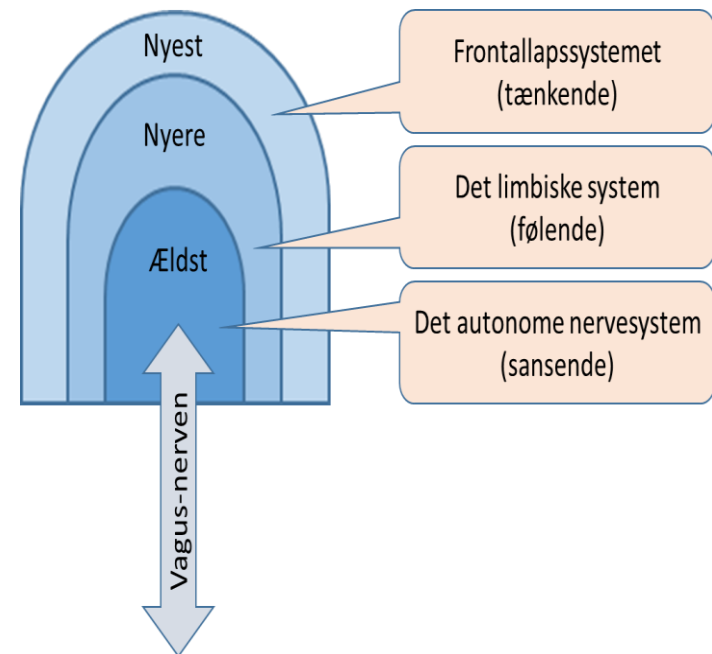 Nyest
Nyere
Ældst
Vagus-nerven
Frontallapssystemet
(tænkende)
Det limbiske system
(følende)
Det autonome nervesystem
(sansende)